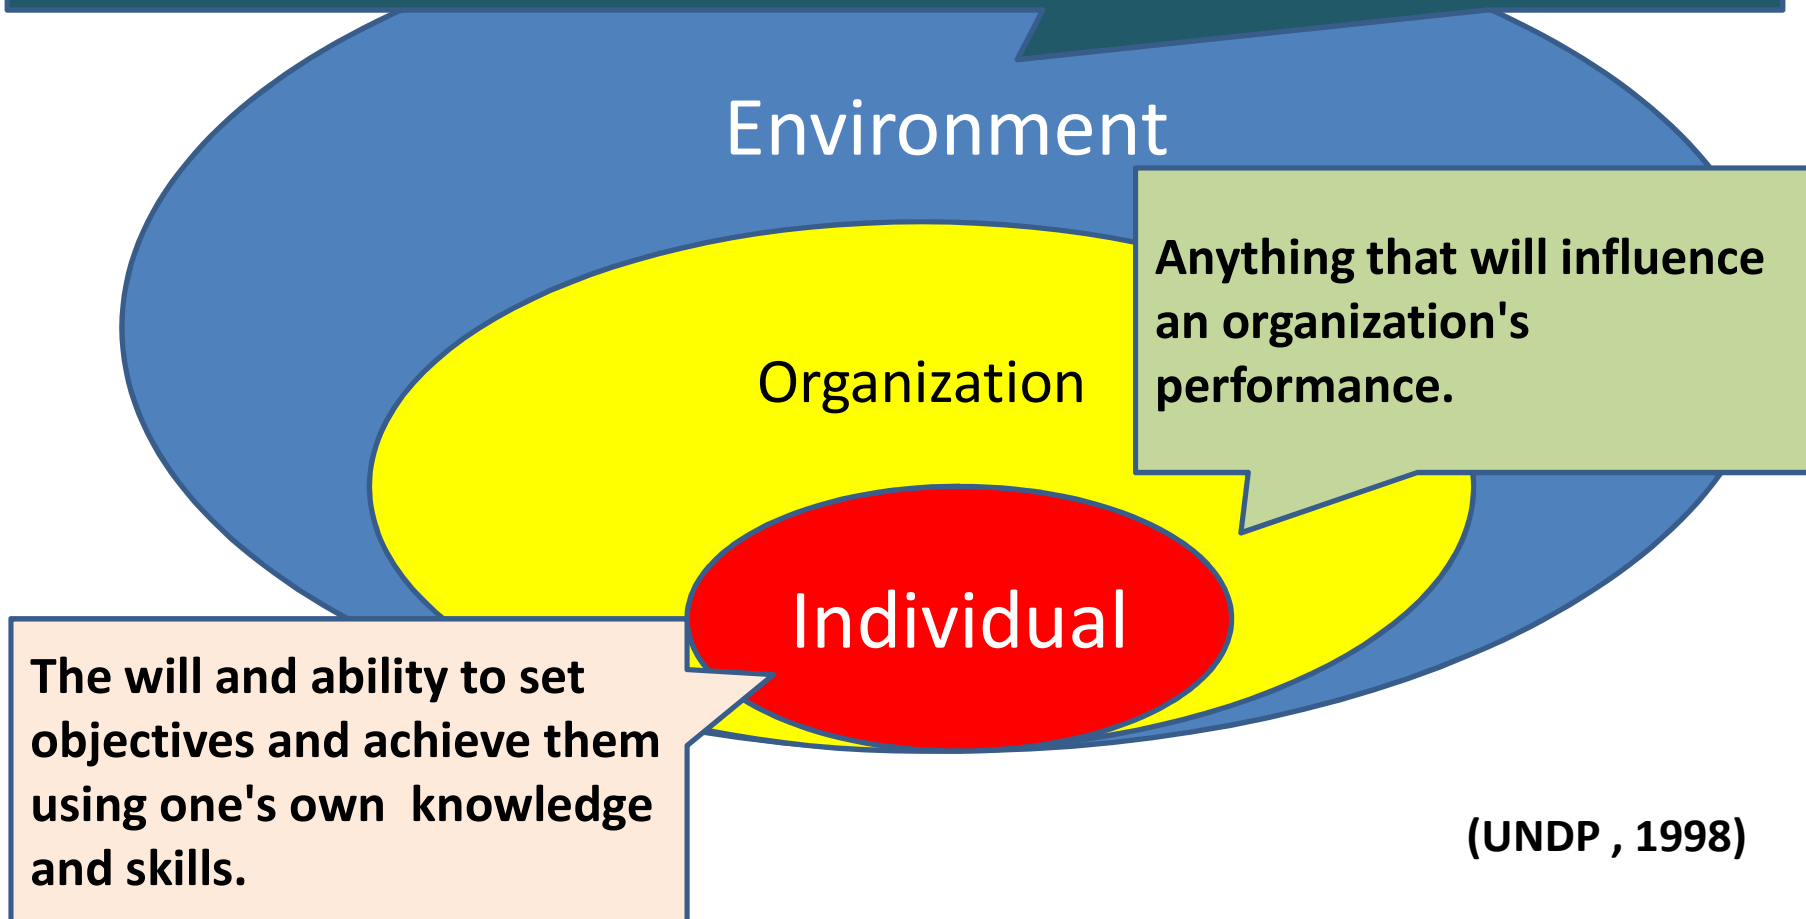 Environment
Anything that will influence
an organization's
performance.
Organization
Individual
The will and ability to set
objectives and achieve them
using one's own  knowledge
and skills.
(UNDP , 1998)